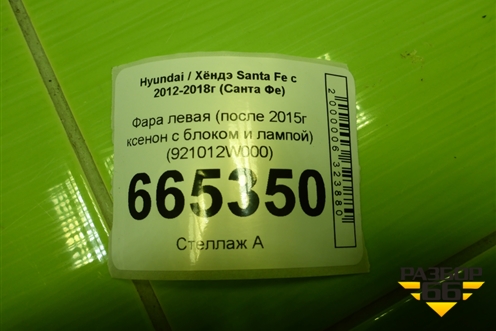 Hyundai / Хёндэ Santa Fe с
2012-2018г (Санта Фе)
Фара левая (после 2015г
ксенон с блоком и лампой)
(921012W000)
665350
Стеллаж А
2000006323880
РАЗБОР
66